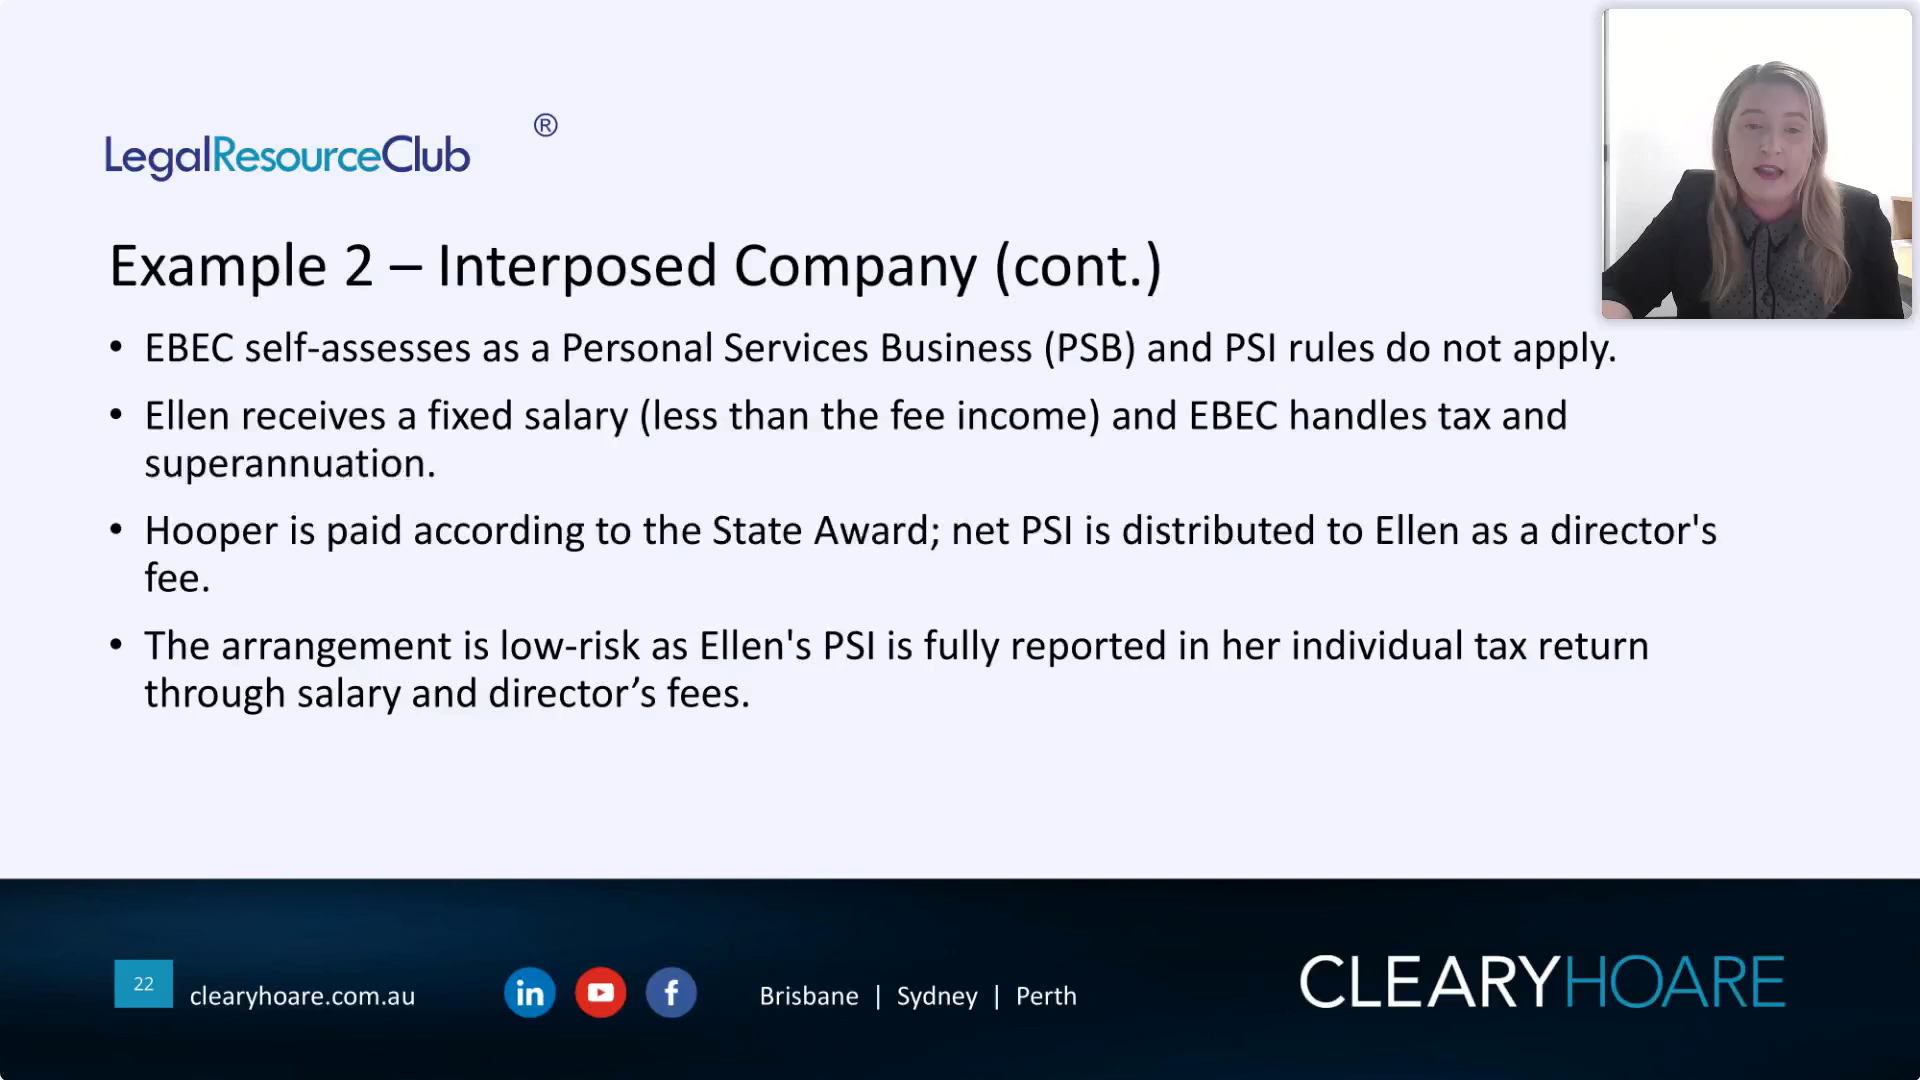 LegalResourceClub ®
Example 2 – Interposed Company (cont.)
• EBEC self-assesses as a Personal Services Business (PSB) and PSI rules do not apply.
• Ellen receives a fixed salary (less than the fee income) and EBEC handles tax and
superannuation.
• Hooper is paid according to the State Award; net PSI is distributed to Ellen as a director's
fee.
• The arrangement is low-risk as Ellen's PSI is fully reported in her individual tax return
through salary and director’s fees.
22
clearyhoare.com.au
in
f
Brisbane | Sydney | Perth
CLEARYHOARE